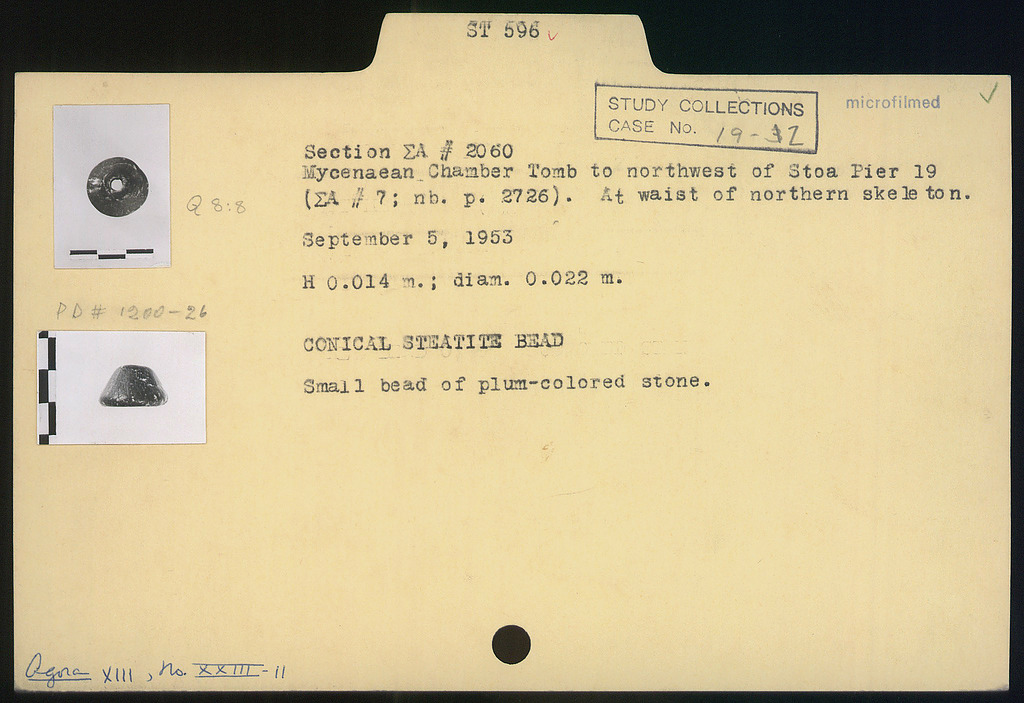 ST 596 ✓
STUDY COLLECTIONS
CASE No. 19-
microfilmed ✓
Section ΣA # 2060
Mycenaean Chamber Tomb to northwest of Stoa Pier 19
(ΣA # 7; nb. p. 2726). At waist of northern skeleton.
Q 8:8
September 5, 1953
H 0.014 m.; diam. 0.022 m.
PD # 1200-26
CONICAL STEATITE BEAD
Small bead of plum-colored stone.
Agora XIII, No. XXIII-11